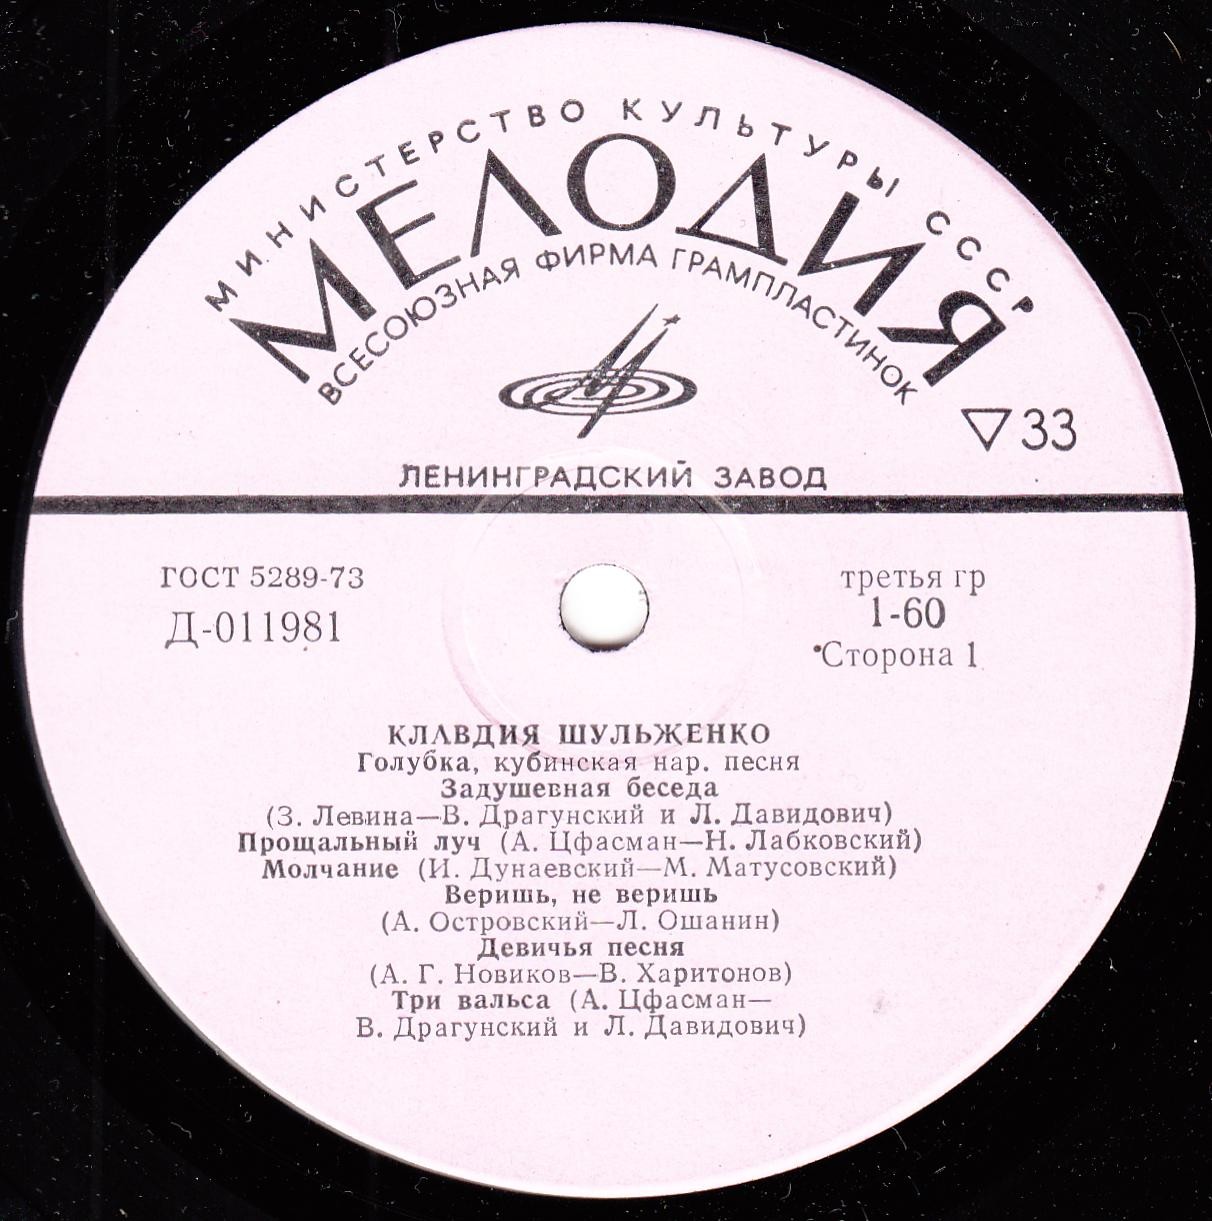 МИНИСТЕРСТВО КУЛЬТУРЫ СССР
МЕЛОДИЯ
ВСЕСОЮЗНАЯ ФИРМА ГРАМПЛАСТИНОК
▽33
ЛЕНИНГРАДСКИЙ ЗАВОД
ГОСТ 5289-73
Д-011981
третья гр
1-60
Сторона 1
КЛАВДИЯ ШУЛЬЖЕНКО
Голубка, кубинская нар. песня
Задушевная беседа
(З. Левина—В. Драгунский и Л. Давидович)
Прощальный луч (А. Цфасман—Н. Лабковский)
Молчание (И. Дунаевский—М. Матусовский)
Веришь, не веришь
(А. Островский—Л. Ошанин)
Девичья песня
(А. Г. Новиков—В. Харитонов)
Три вальса (А. Цфасман—
В. Драгунский и Л. Давидович)